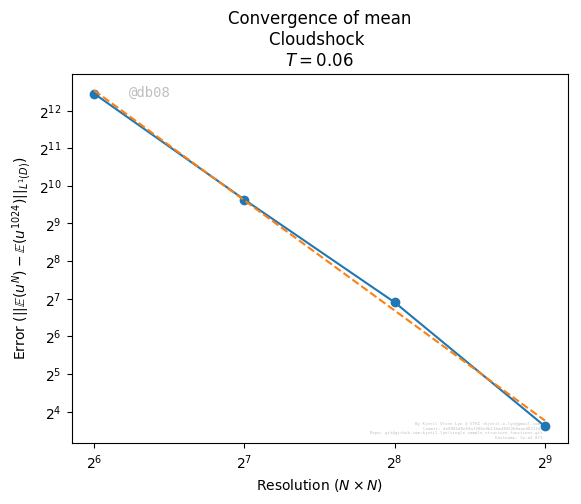 Convergence of mean
Cloudshock
T = 0.06
@db08
2^12
2^11
2^10
2^9
2^8
2^7
2^6
2^5
2^4
Error (||𝔼(u^N) − 𝔼(u^1024)||_{L^1(D)})
2^6 2^7 2^8 2^9
Resolution (N × N)